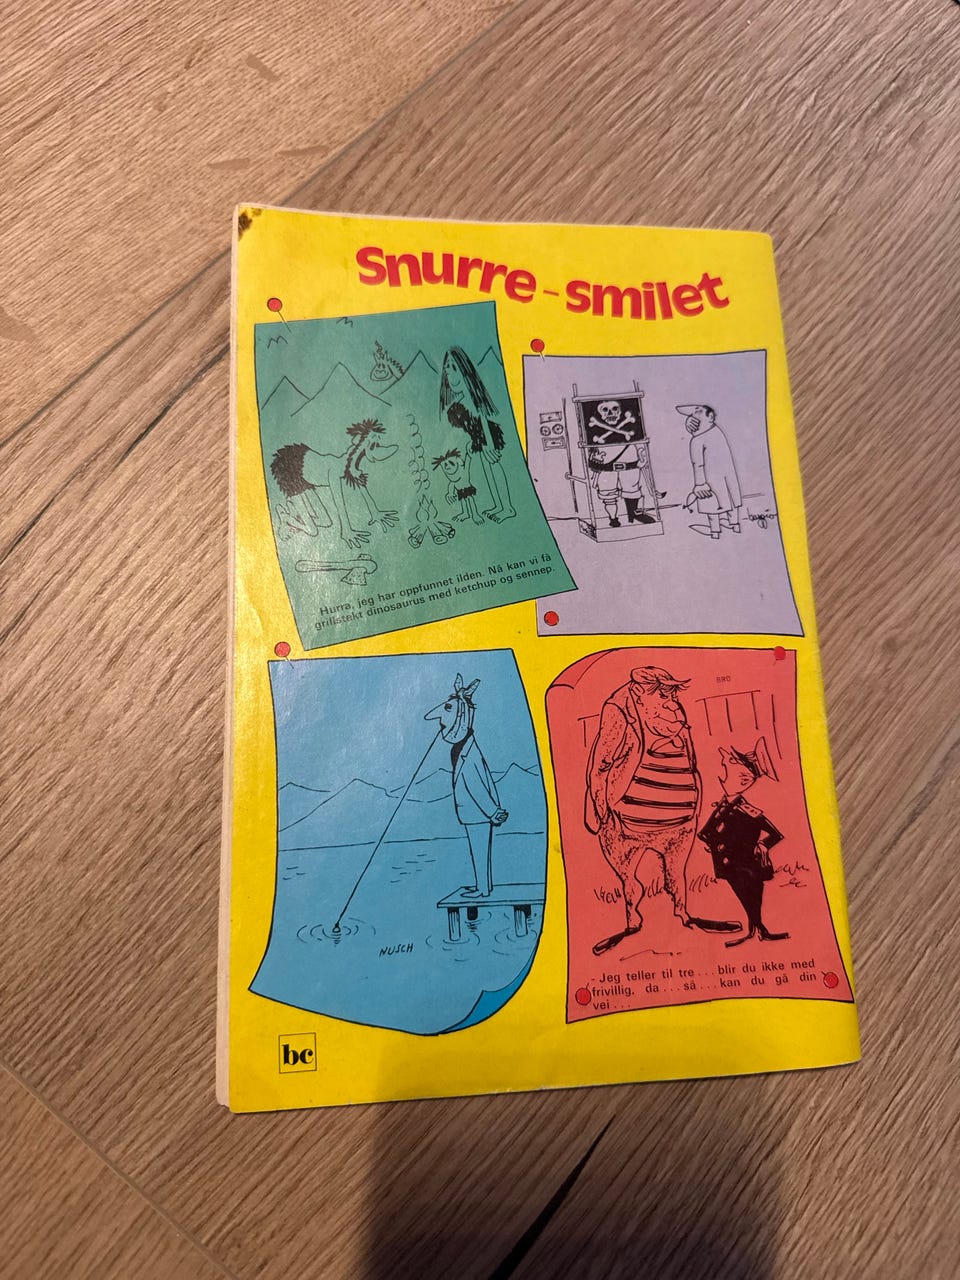 Snurre-smilet
Hurra, jeg har oppfunnet ilden. Nå kan vi få
grillstekt dinosaurus med ketchup og sennep.
NUSCH
BRO
- Jeg teller til tre . . . blir du ikke med
frivillig, da . . . så . . . kan du gå din
vei . . .
bc